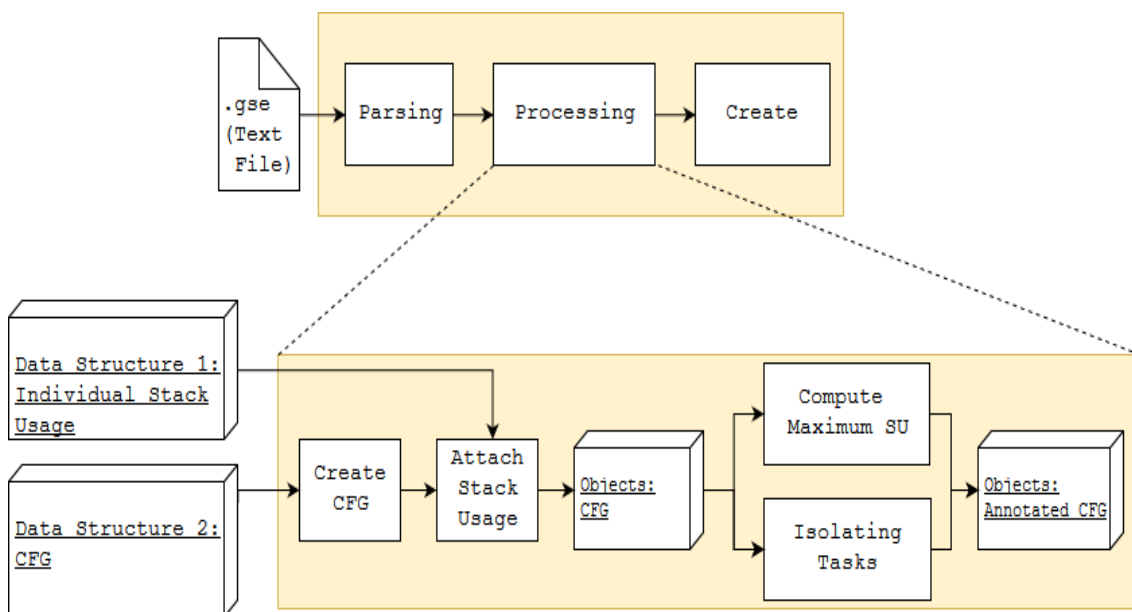 .gse
(Text
File)
Parsing
Processing
Create
Data Structure 1:
Individual Stack
Usage
Data Structure 2:
CFG
Create
CFG
Attach
Stack
Usage
Objects:
CFG
Compute
Maximum SU
Isolating
Tasks
Objects:
Annotated CFG